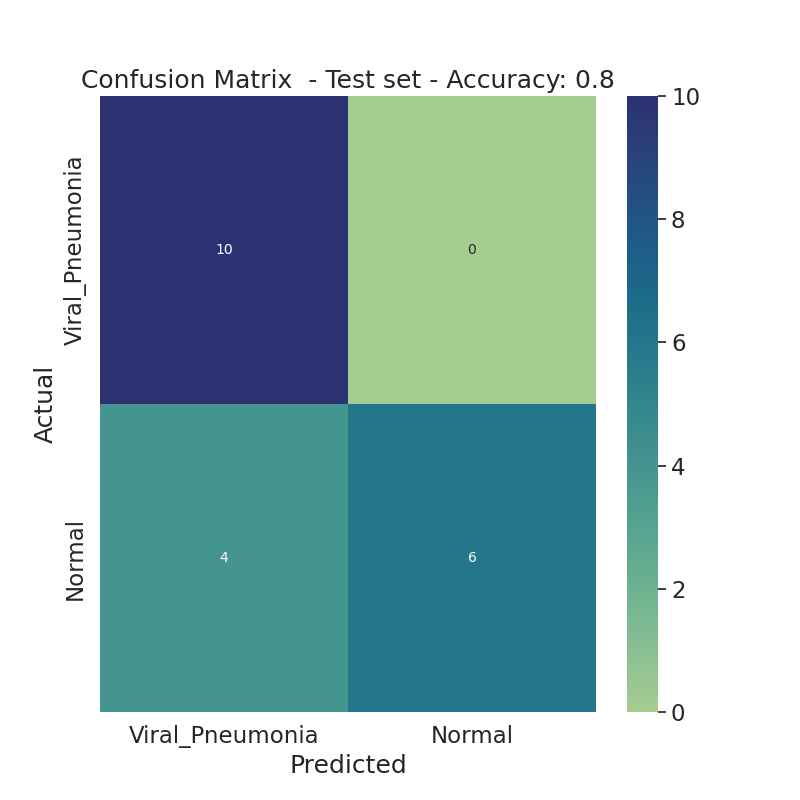 Confusion Matrix  - Test set - Accuracy: 0.8
Actual
Viral_Pneumonia
Normal
10
0
4
6
Viral_Pneumonia
Normal
Predicted
10
8
6
4
2
0